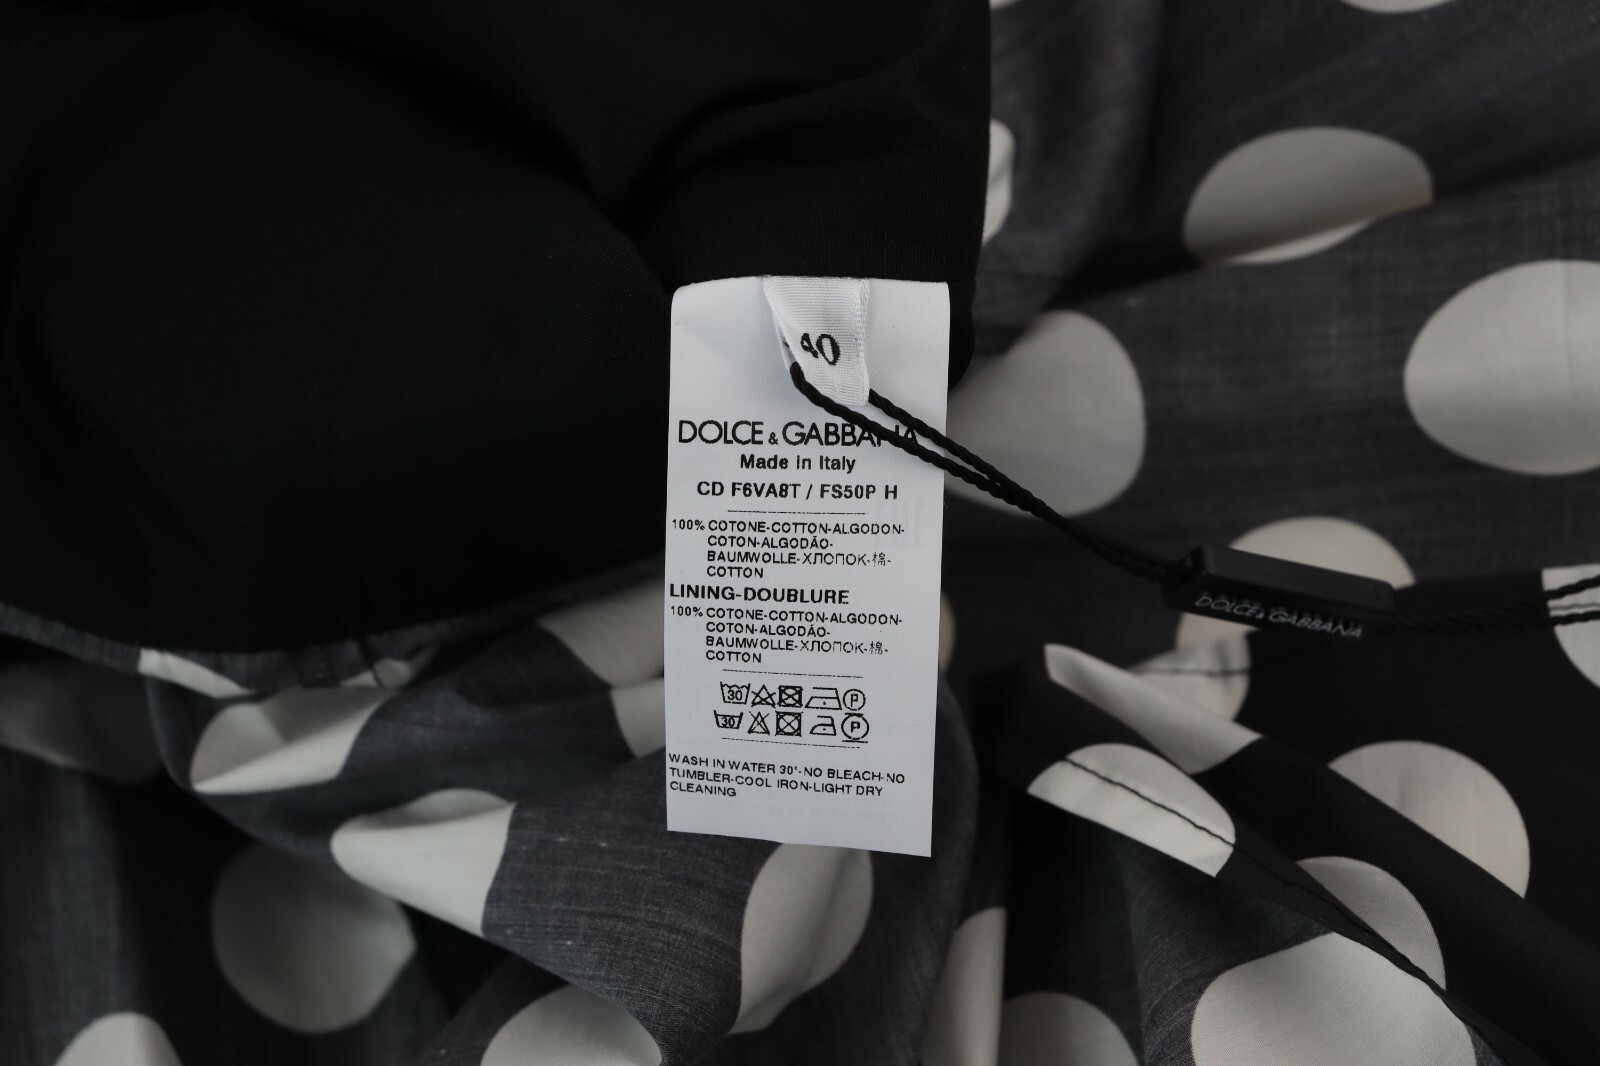 40
DOLCE & GABBANA
Made in Italy
CD F6VA8T / FS50P H
100% COTONE-COTTON-ALGODON-
COTON-ALGODÃO-
BAUMWOLLE-ХЛОПОК-棉-
COTTON
LINING-DOUBLURE
100% COTONE-COTTON-ALGODON-
COTON-ALGODÃO-
BAUMWOLLE-ХЛОПОК-棉-
COTTON
30 P
30 P
WASH IN WATER 30°-NO BLEACH-NO
TUMBLER-COOL IRON-LIGHT DRY
CLEANING
DOLCE & GABBANA